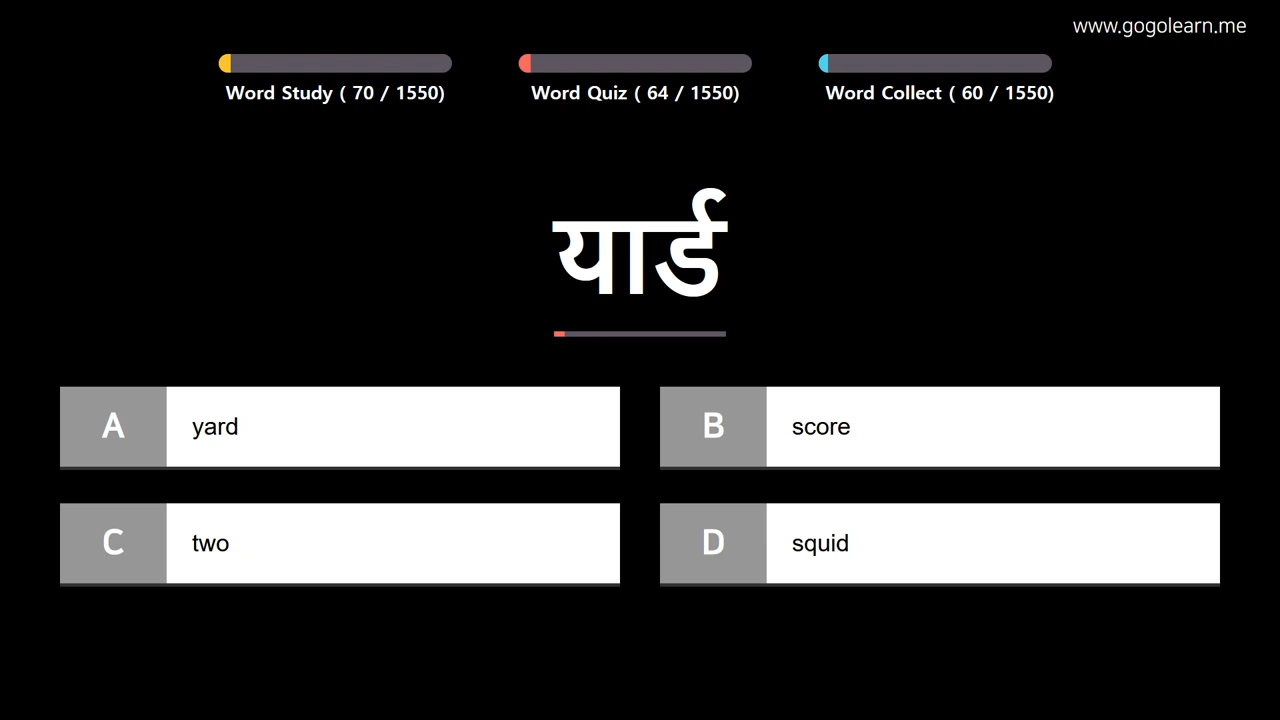 www.gogolearn.me
Word Study ( 70 / 1550)
Word Quiz ( 64 / 1550)
Word Collect ( 60 / 1550)
यार्ड
A yard
B score
C two
D squid